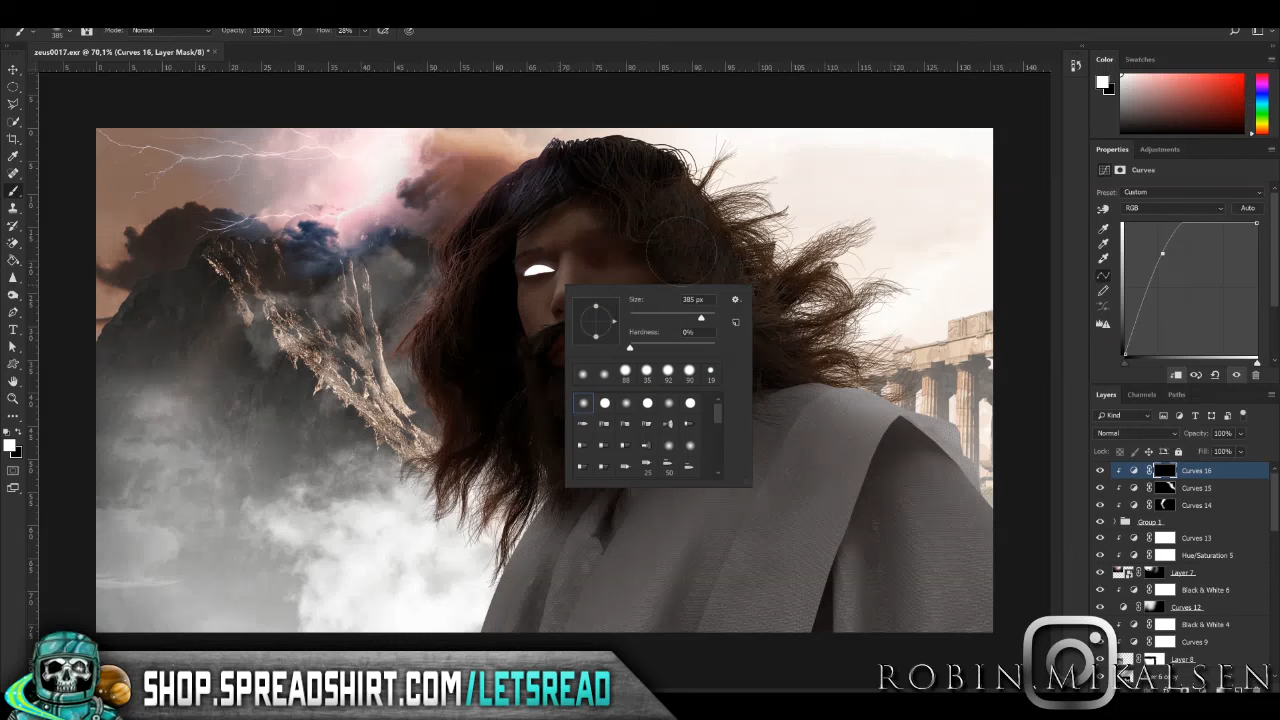 385
Mode: Normal
Opacity: 100%
Flow: 28%
zeus0017.exr @ 70,1% (Curves 16, Layer Mask/8) *
Color
Swatches
Properties
Adjustments
Curves
Preset: Custom
RGB
Auto
Size: 385 px
Hardness: 0%
88 35 92 90 19
25 50
Layers
Channels
Paths
Kind
Normal
Opacity: 100%
Lock:
Fill: 100%
Curves 16
Curves 15
Curves 14
Group 1
Curves 13
Hue/Saturation 5
Layer 7
Black & White 6
Curves 12
Black & White 4
Curves 9
Layer 8
SHOP.SPREADSHIRT.COM/LETSREAD
ROBIN.MIKALSEN